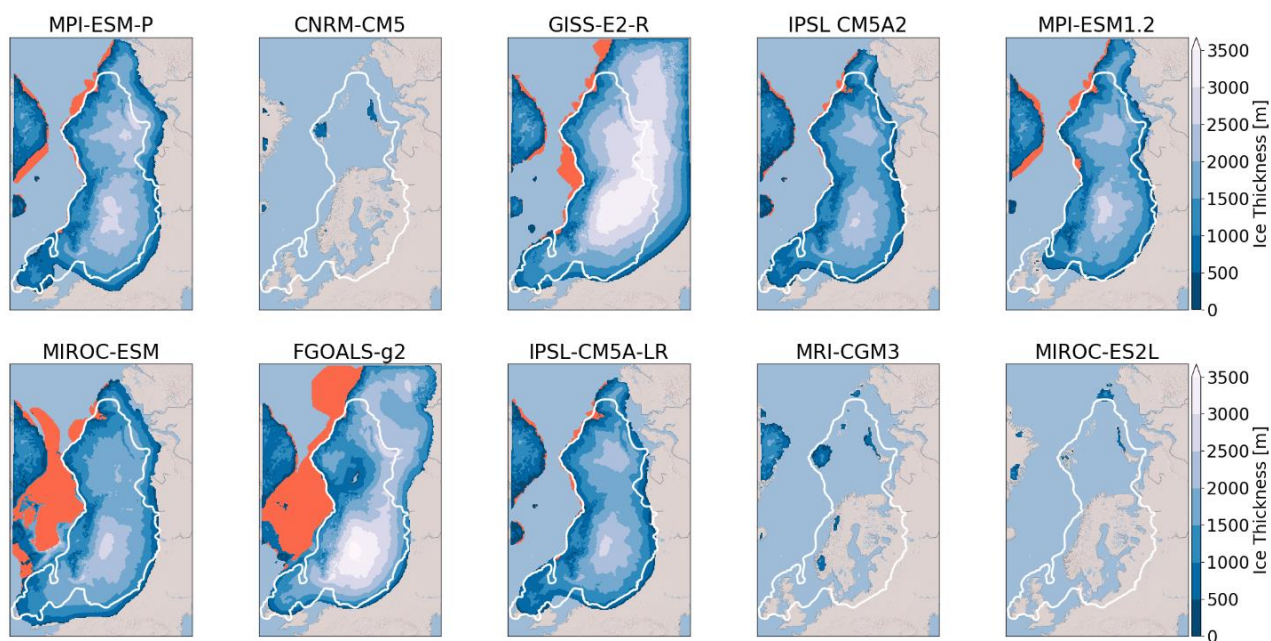 MPI-ESM-P
CNRM-CM5
GISS-E2-R
IPSL CM5A2
MPI-ESM1.2
3500
3000
2500
2000
1500
1000
500
0
Ice Thickness [m]
MIROC-ESM
FGOALS-g2
IPSL-CM5A-LR
MRI-CGM3
MIROC-ES2L
3500
3000
2500
2000
1500
1000
500
0
Ice Thickness [m]